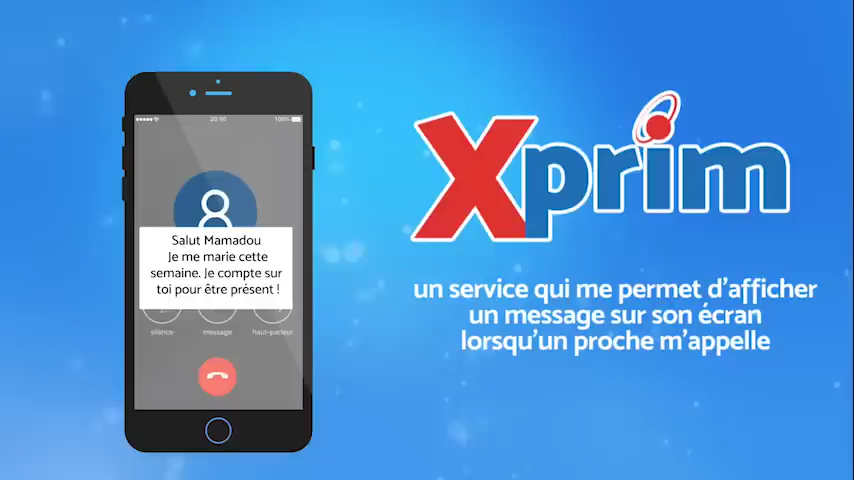 20:00
100%
Salut Mamadou
Je me marie cette
semaine. Je compte sur
toi pour être présent !
silence
message
haut-parleur
Xprim
un service qui me permet d'afficher
un message sur son écran
lorsqu'un proche m'appelle